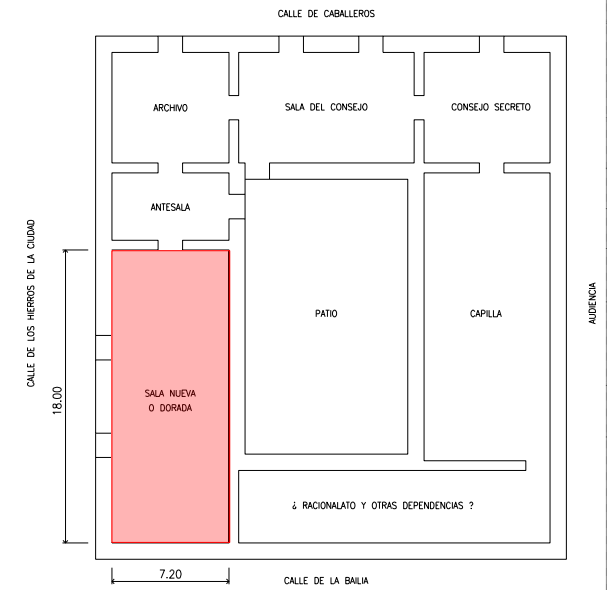 CALLE DE CABALLEROS
ARCHIVO
SALA DEL CONSEJO
CONSEJO SECRETO
ANTESALA
CALLE DE LOS HIERROS DE LA CIUDAD
18.00
SALA NUEVA
O DORADA
PATIO
CAPILLA
AUDIENCIA
¿ RACIONALATO Y OTRAS DEPENDENCIAS ?
7.20
CALLE DE LA BAILIA